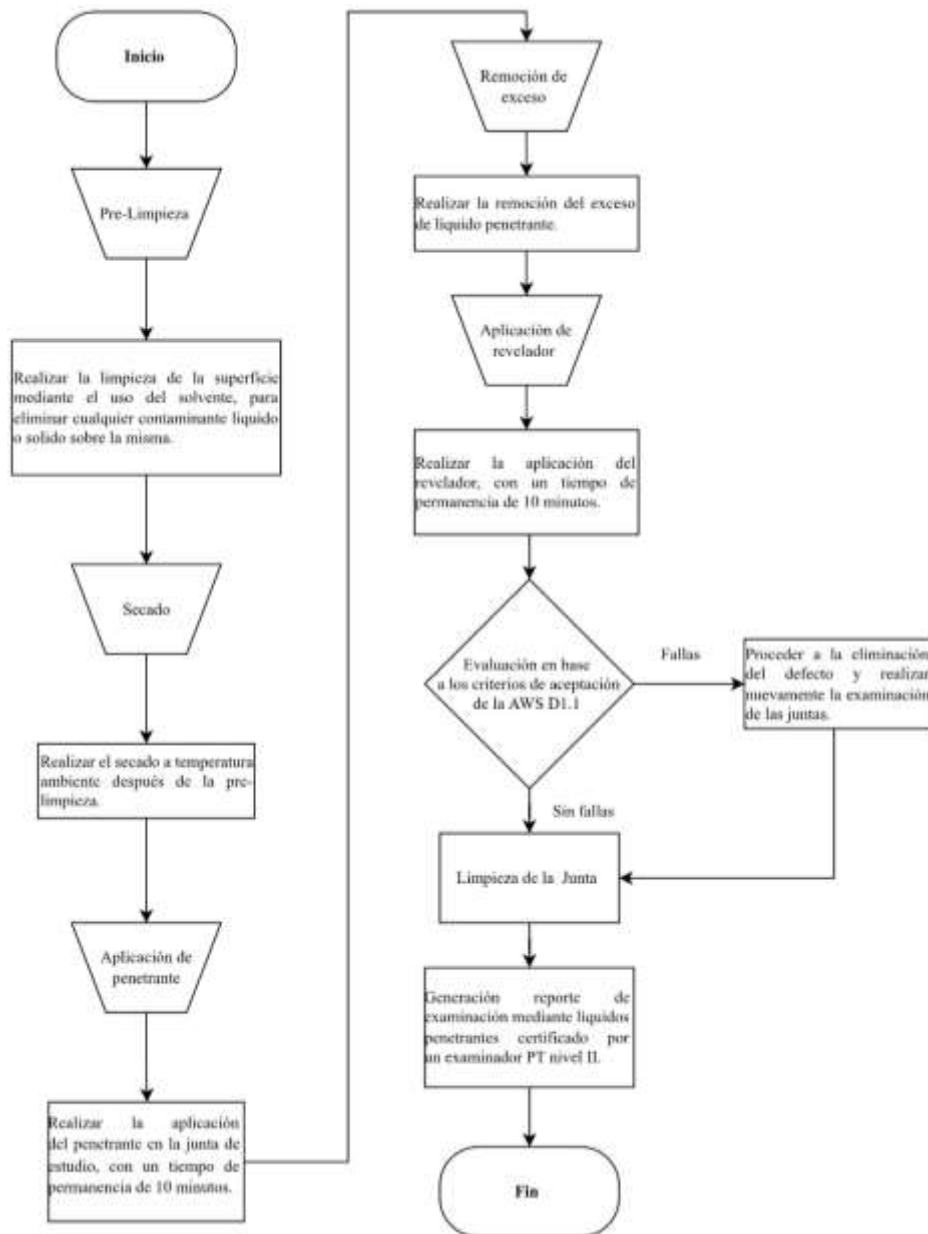 Inicio
Pre-Limpieza
Realizar la limpieza de la superficie
mediante el uso del solvente, para
eliminar cualquier contaminante liquido
o solido sobre la misma.
Secado
Realizar el secado a temperatura
ambiente después de la pre-
limpieza.
Aplicación de
penetrante
Realizar la aplicación
del penetrante en la junta de
estudio, con un tiempo de
permanencia de 10 minutos.
Remoción de
exceso
Realizar la remoción del exceso
de liquido penetrante.
Aplicación de
revelador
Realizar la aplicación del
revelador, con un tiempo de
permanencia de 10 minutos.
Evaluación en base
a los criterios de aceptación
de la AWS D1.1
Fallas
Proceder a la eliminación
del defecto y realizar
nuevamente la examinación
de las juntas.
Sin fallas
Limpieza de la Junta
Generación reporte de
examinación mediante liquidos
penetrantes certificado por
un examinador PT nivel II.
Fin